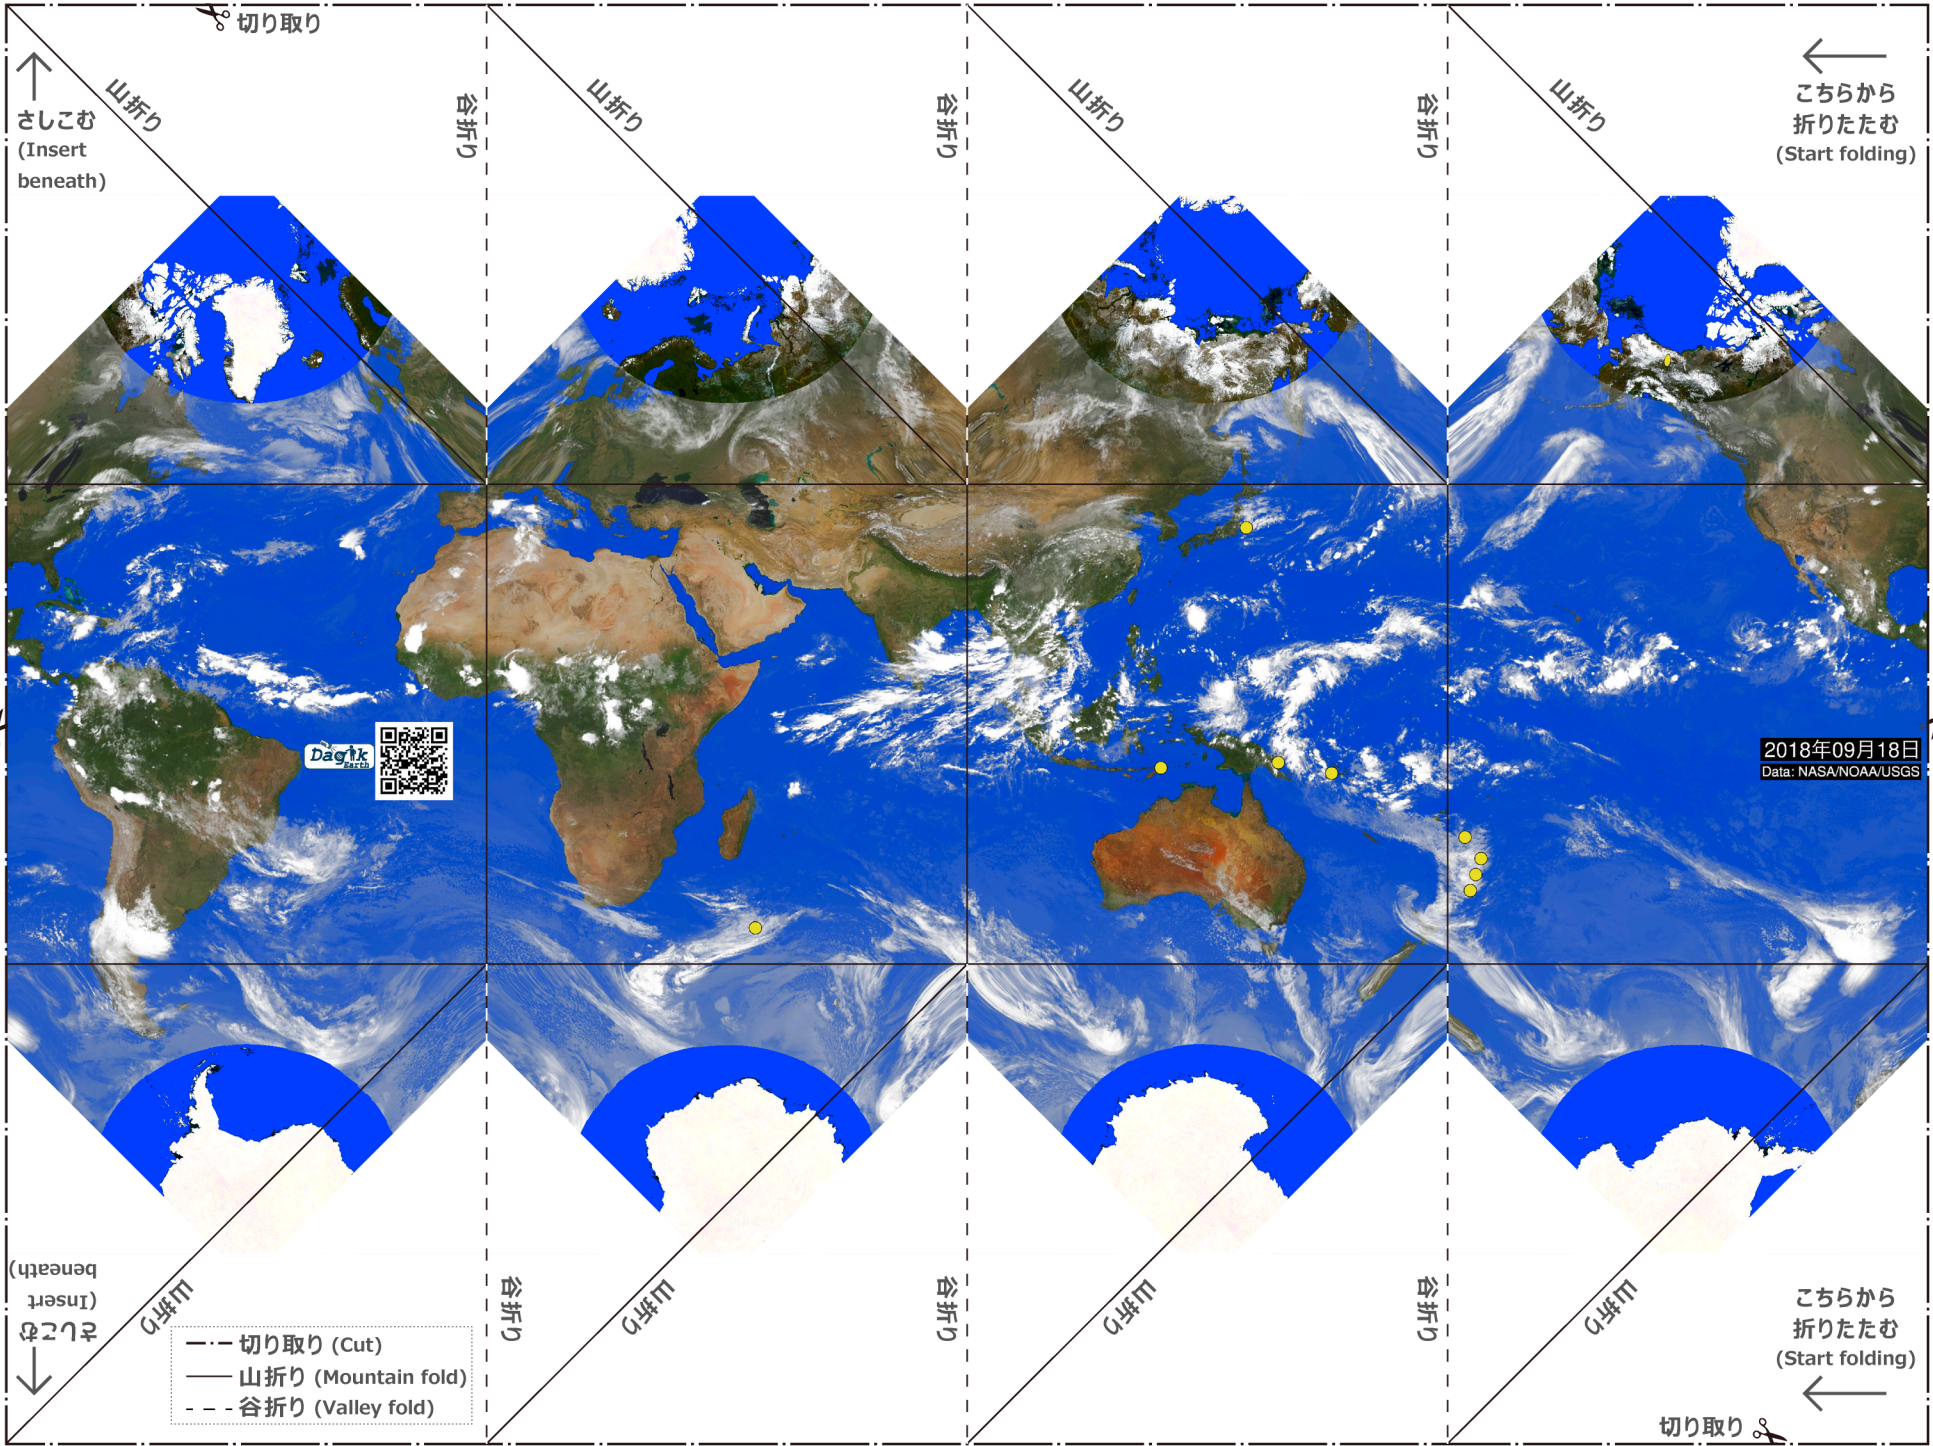 切り取り
山折り
谷折り
山折り
谷折り
山折り
谷折り
山折り
さしこむ
(Insert
beneath)
こちらから
折りたたむ
(Start folding)
Dagik
Earth
2018年09月18日
Data: NASA/NOAA/USGS
さしこむ
(Insert
beneath)
山折り
谷折り
山折り
谷折り
山折り
谷折り
山折り
こちらから
折りたたむ
(Start folding)
切り取り (Cut)
山折り (Mountain fold)
谷折り (Valley fold)
切り取り